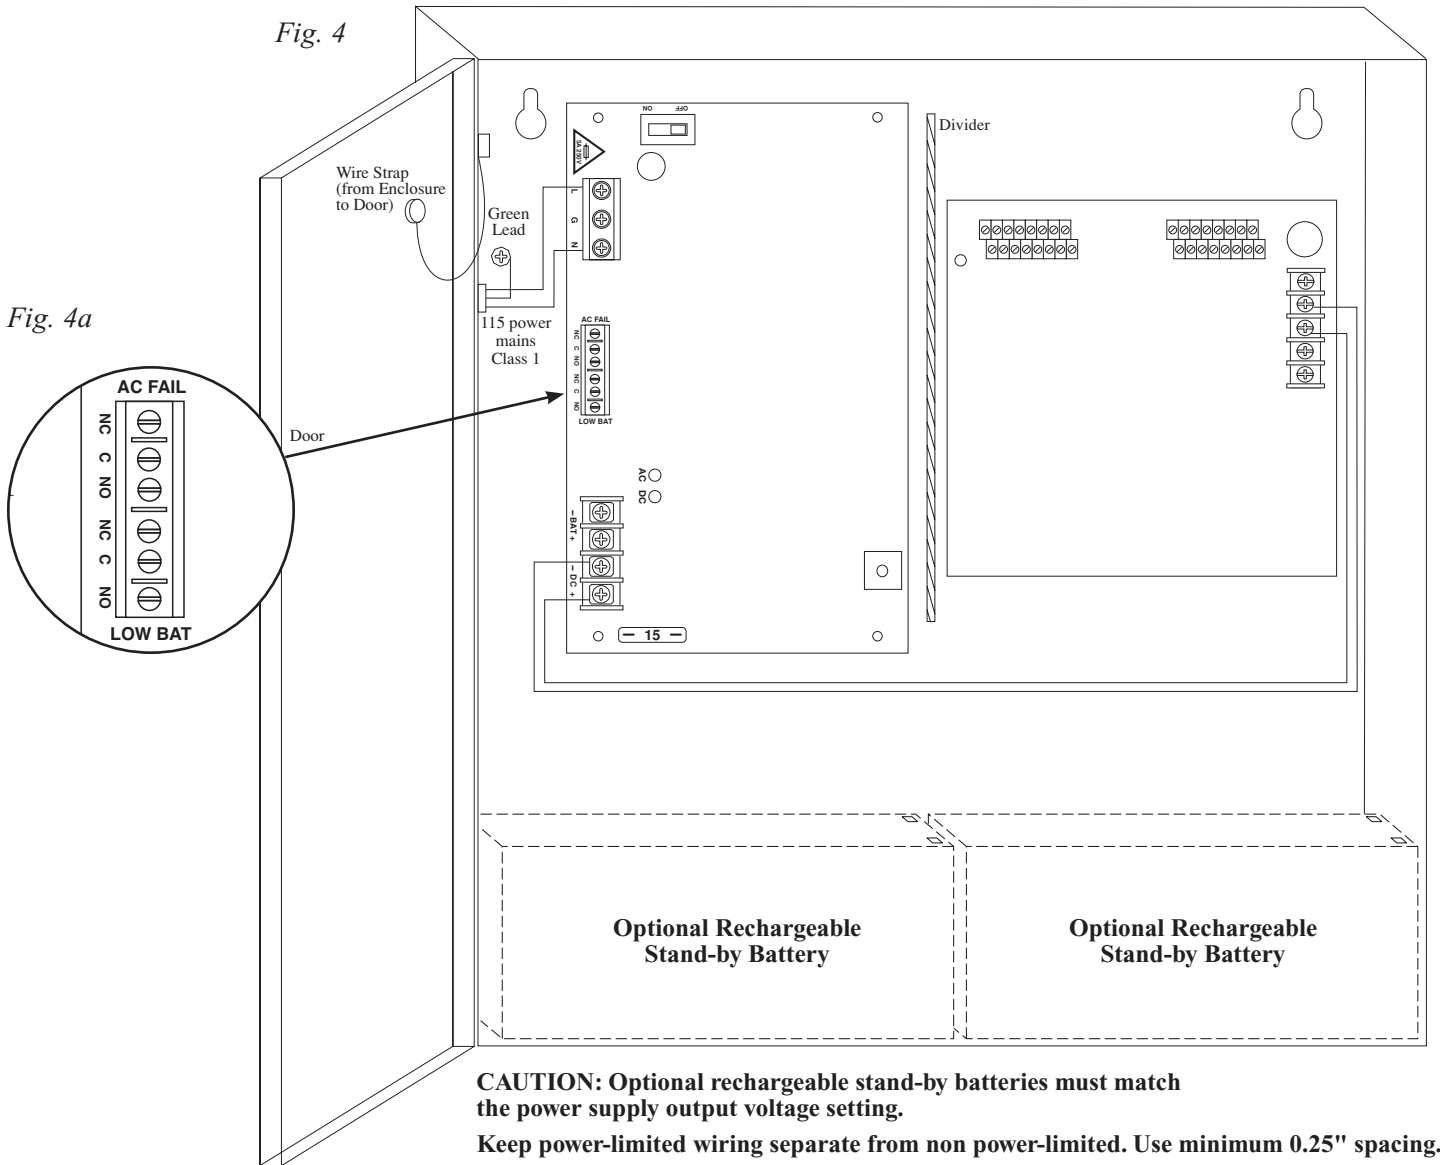 Fig. 4
ON OFF
Divider
5A 250V
Wire Strap
(from Enclosure
to Door)
Green
Lead
L
G
N
Fig. 4a
115 power
mains
Class 1
AC FAIL
NC
C
NO
NC
C
NO
LOW BAT
AC FAIL
NC
C
NO
NC
C
NO
LOW BAT
Door
AC
DC
– BAT +
– DC +
– 15 –
Optional Rechargeable
Stand-by Battery
Optional Rechargeable
Stand-by Battery
CAUTION: Optional rechargeable stand-by batteries must match
the power supply output voltage setting.
Keep power-limited wiring separate from non power-limited. Use minimum 0.25" spacing.